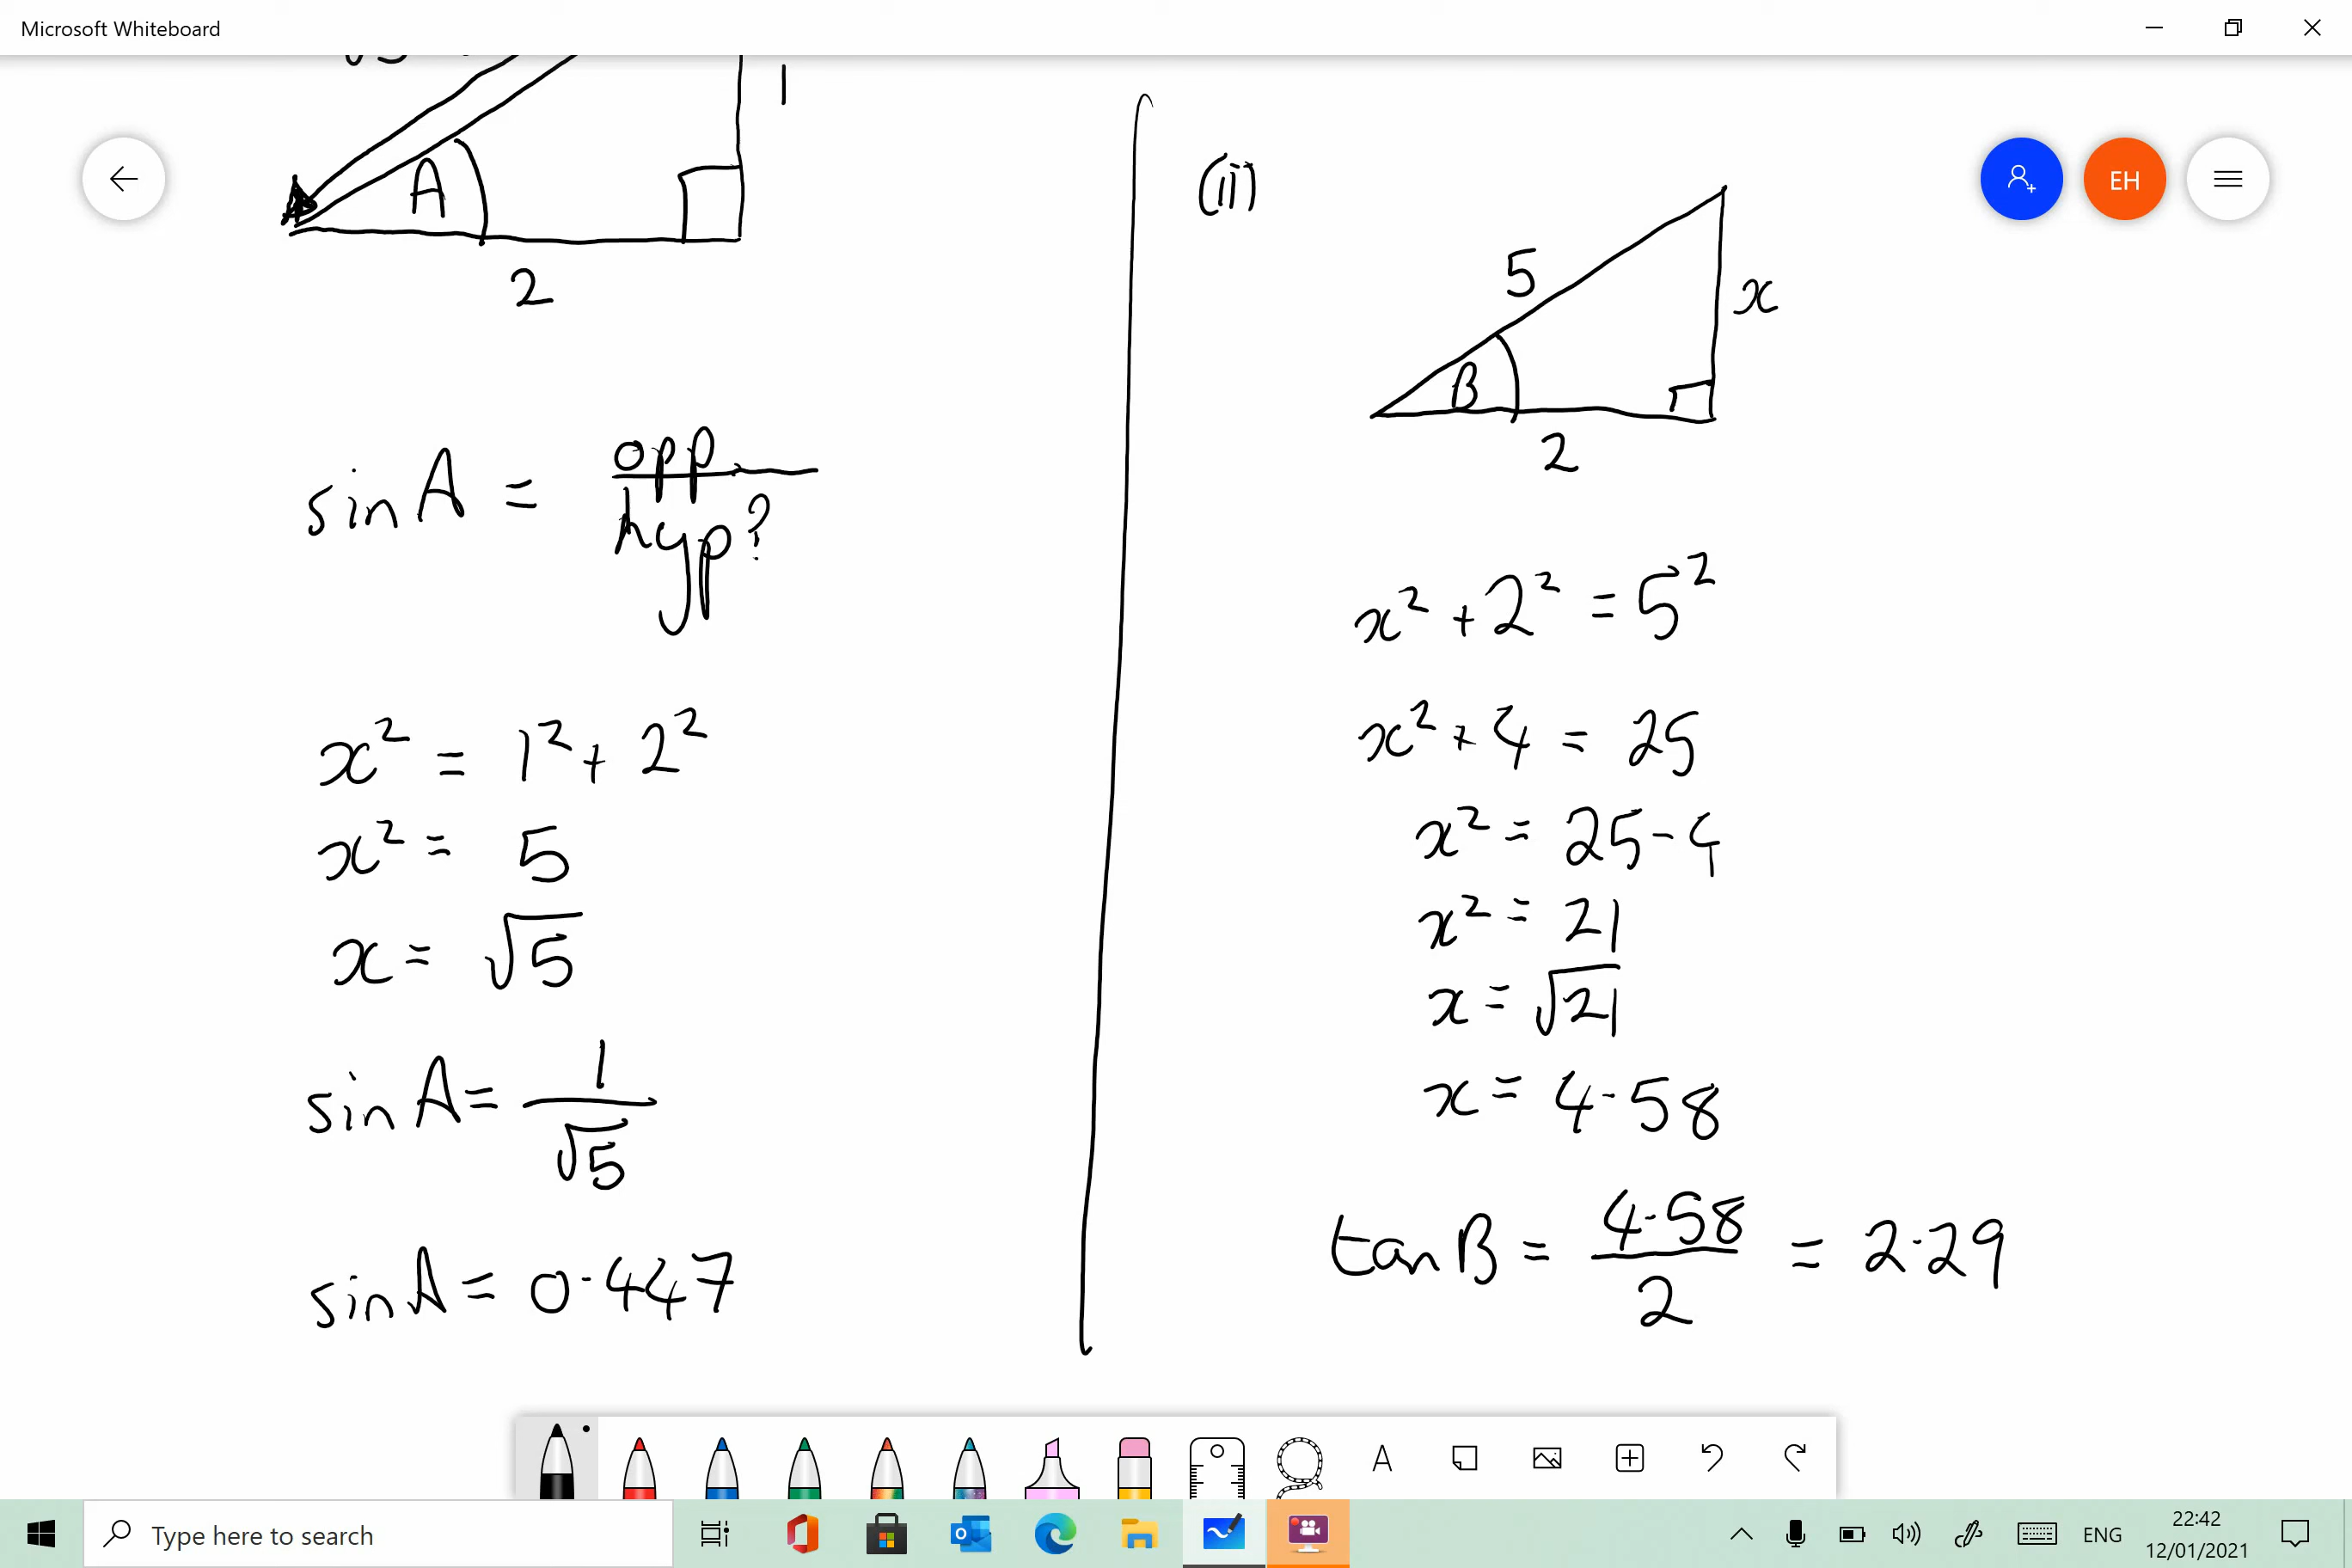 Microsoft Whiteboard
1
A
2
sin A = opp. / hyp?
x² = 1² + 2²
x² = 5
x = √5
sin A = 1/√5
sin A = 0·447
(ii)
5
x
B
2
x² + 2² = 5²
x² + 4 = 25
x² = 25 - 4
x² = 21
x = √21
x = 4·58
tan B = 4·58/2 = 2·29
EH
A
Type here to search
ENG
22:42
12/01/2021